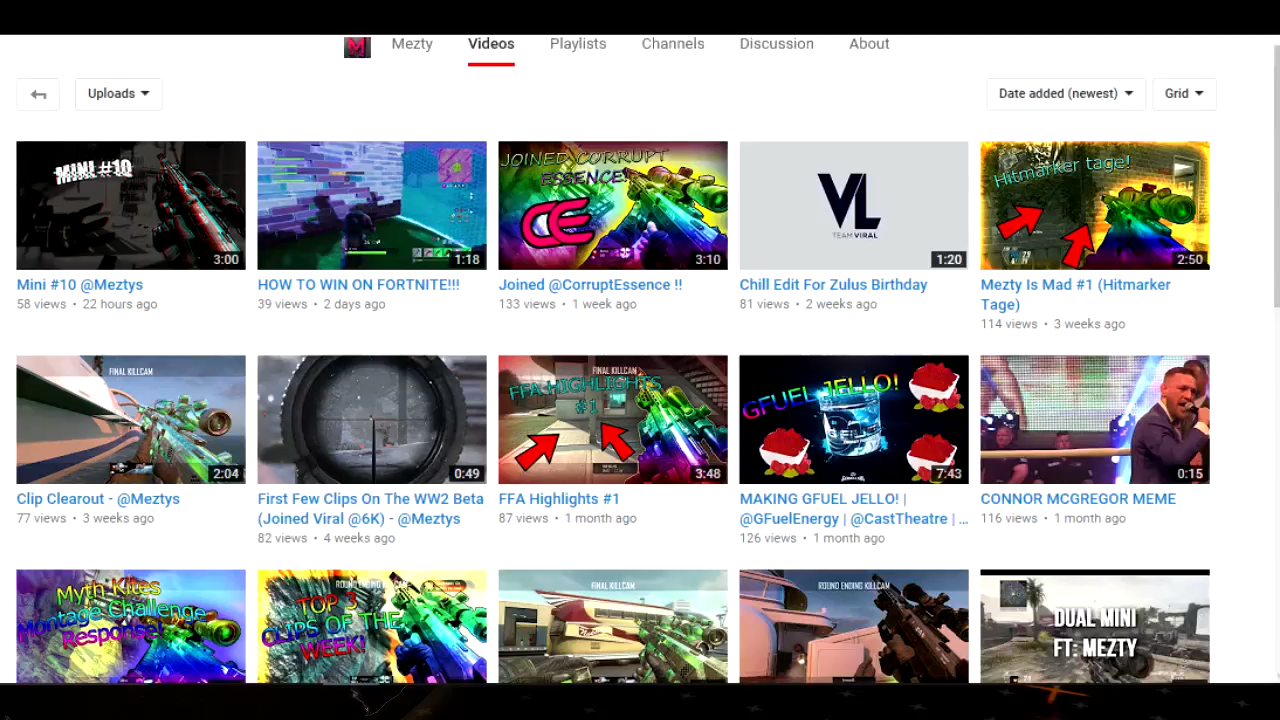 Mezty
Videos
Playlists
Channels
Discussion
About
Uploads
Date added (newest)
Grid
MINI #10
3:00
1:18
JOINED CORRUPT
ESSENCE!
CE
3:10
VL
TEAM VIRAL
1:20
Hitmarker tage!
2:50
Mini #10 @Meztys
58 views • 22 hours ago
HOW TO WIN ON FORTNITE!!!
39 views • 2 days ago
Joined @CorruptEssence !!
133 views • 1 week ago
Chill Edit For Zulus Birthday
81 views • 2 weeks ago
Mezty Is Mad #1 (Hitmarker
Tage)
114 views • 3 weeks ago
FINAL KILLCAM
2:04
0:49
FINAL KILLCAM
FFA HIGHLIGHTS
#1
3:48
GFUEL JELLO!
7:43
0:15
Clip Clearout - @Meztys
77 views • 3 weeks ago
First Few Clips On The WW2 Beta
(Joined Viral @6K) - @Meztys
82 views • 4 weeks ago
FFA Highlights #1
87 views • 1 month ago
MAKING GFUEL JELLO! |
@GFuelEnergy | @CastTheatre | ...
126 views • 1 month ago
CONNOR MCGREGOR MEME
116 views • 1 month ago
Myth Kites
Montage Challenge
Response!
ROUND ENDING KILLCAM
TOP 3
CLIPS OF THE
WEEK!
FINAL KILLCAM
ROUND ENDING KILLCAM
DUAL MINI
FT: MEZTY